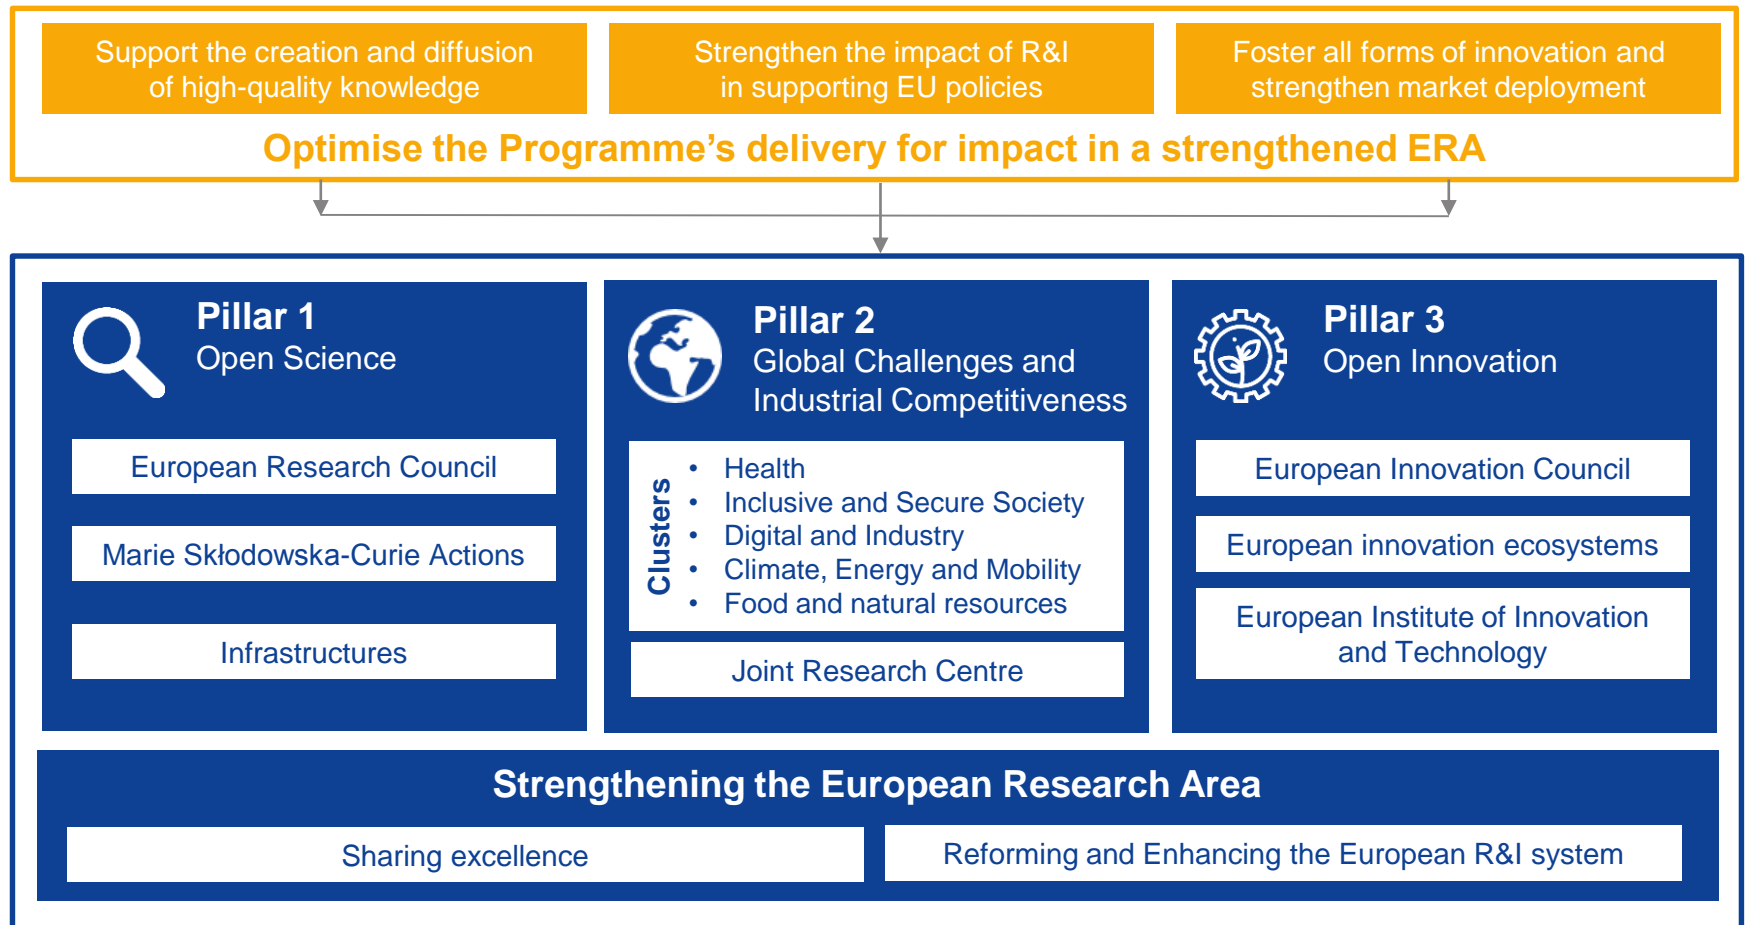 Support the creation and diffusion
of high-quality knowledge
Strengthen the impact of R&I
in supporting EU policies
Foster all forms of innovation and
strengthen market deployment
Optimise the Programme’s delivery for impact in a strengthened ERA
Pillar 1
Open Science
European Research Council
Marie Skłodowska-Curie Actions
Infrastructures
Pillar 2
Global Challenges and
Industrial Competitiveness
Clusters
• Health
• Inclusive and Secure Society
• Digital and Industry
• Climate, Energy and Mobility
• Food and natural resources
Joint Research Centre
Pillar 3
Open Innovation
European Innovation Council
European innovation ecosystems
European Institute of Innovation
and Technology
Strengthening the European Research Area
Sharing excellence
Reforming and Enhancing the European R&I system